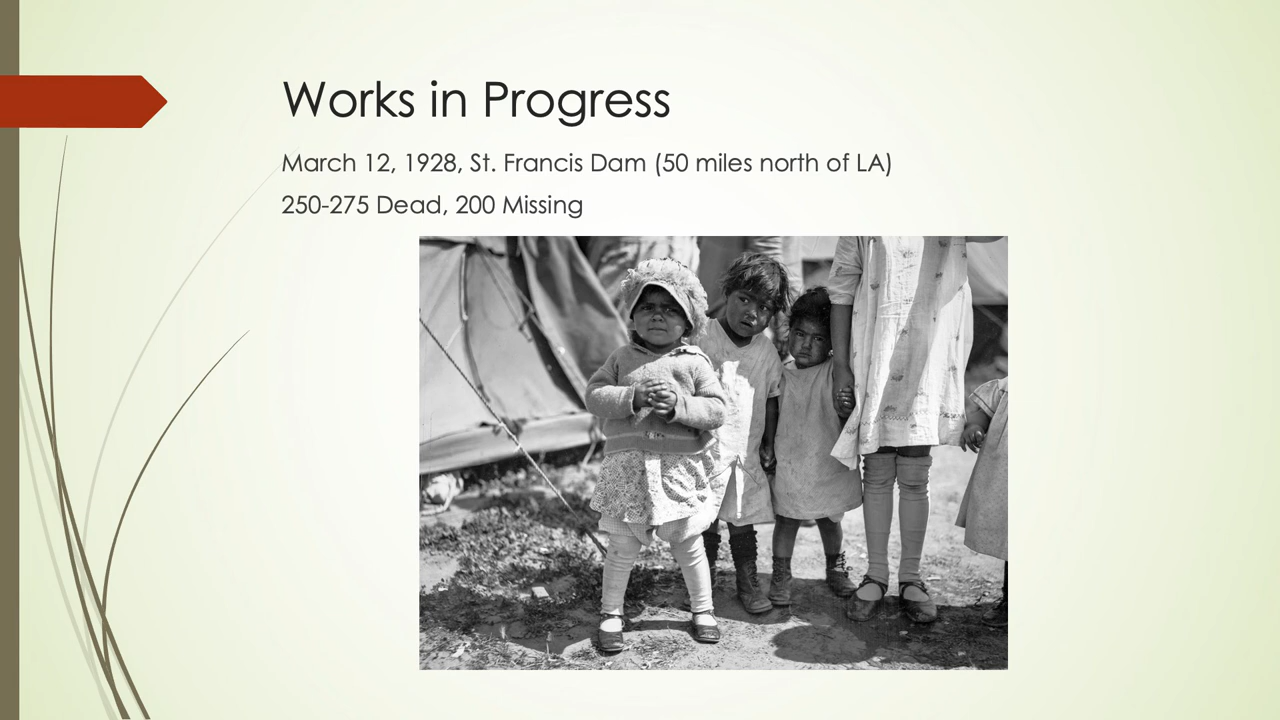 Works in Progress
March 12, 1928, St. Francis Dam (50 miles north of LA)
250-275 Dead, 200 Missing